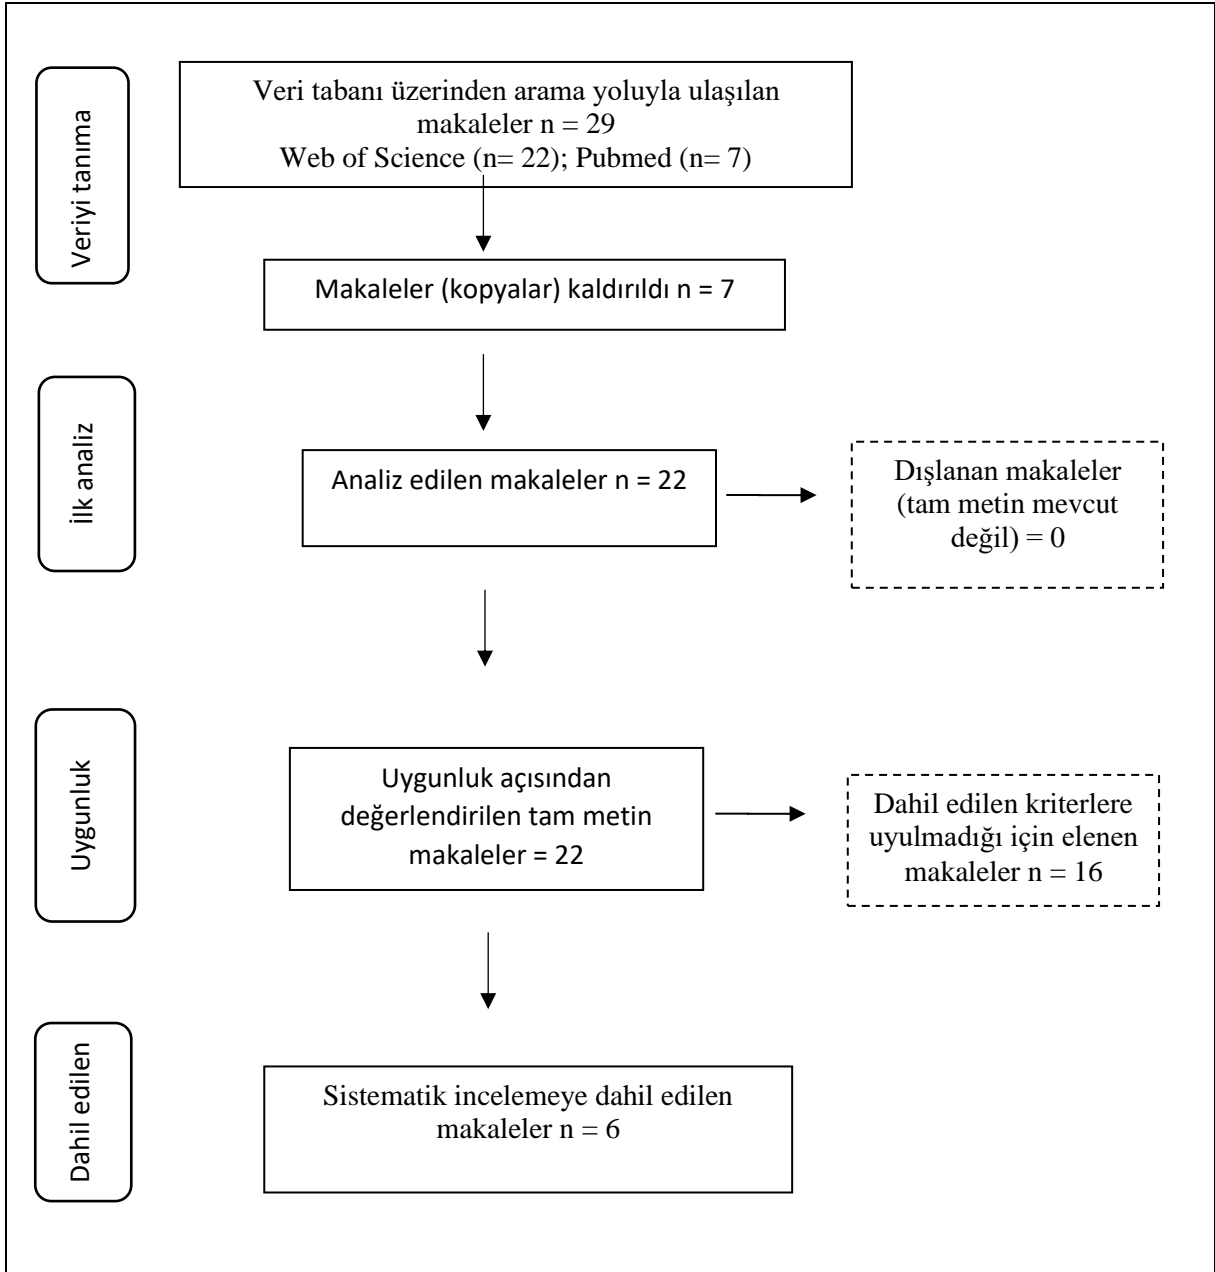 Veriyi tanıma
Veri tabanı üzerinden arama yoluyla ulaşılan
makaleler n = 29
Web of Science (n= 22); Pubmed (n= 7)
Makaleler (kopyalar) kaldırıldı n = 7
İlk analiz
Analiz edilen makaleler n = 22
Dışlanan makaleler
(tam metin mevcut
değil) = 0
Uygunluk
Uygunluk açısından
değerlendirilen tam metin
makaleler = 22
Dahil edilen kriterlere
uyulmadığı için elenen
makaleler n = 16
Dahil edilen
Sistematik incelemeye dahil edilen
makaleler n = 6